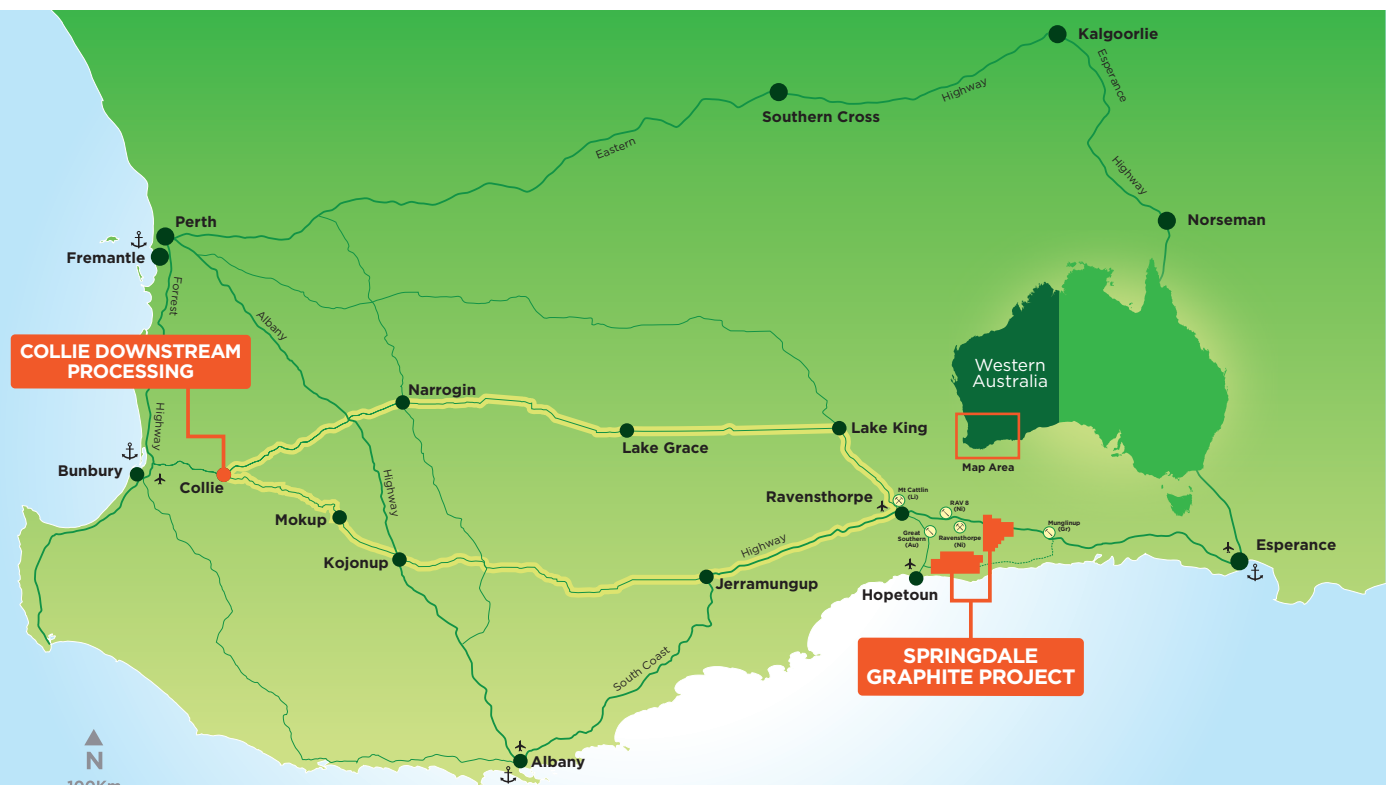 Kalgoorlie
Esperance
Highway
Southern Cross
Highway
Eastern
Norseman
Perth
Fremantle
Forrest
Highway
Albany
Highway
COLLIE DOWNSTREAM
PROCESSING
Western
Australia
Map Area
Narrogin
Lake Grace
Lake King
Bunbury
Collie
Mokup
Kojonup
Ravensthorpe
Mt Cattlin
(Li)
RAV 8
(Ni)
Great
Southern
(Au)
Ravensthorpe
(Ni)
Munglinup
(Gr)
Highway
Jerramungup
Hopetoun
Esperance
SPRINGDALE
GRAPHITE PROJECT
South Coast
Albany
N
100Km